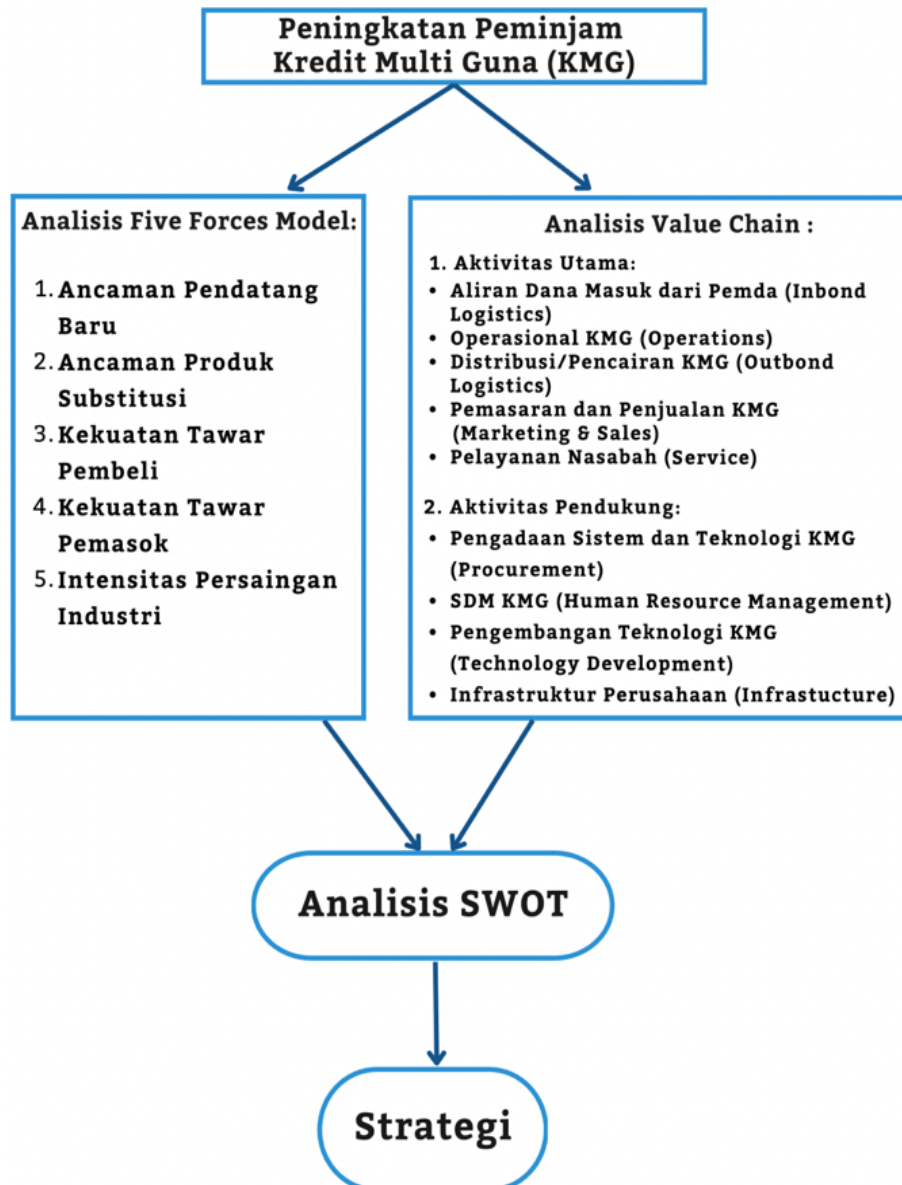 Peningkatan Peminjam
Kredit Multi Guna (KMG)
Analisis Five Forces Model:
1. Ancaman Pendatang
Baru
2. Ancaman Produk
Substitusi
3. Kekuatan Tawar
Pembeli
4. Kekuatan Tawar
Pemasok
5. Intensitas Persaingan
Industri
Analisis Value Chain :
1. Aktivitas Utama:
• Aliran Dana Masuk dari Pemda (Inbond
Logistics)
• Operasional KMG (Operations)
• Distribusi/Pencairan KMG (Outbond
Logistics)
• Pemasaran dan Penjualan KMG
(Marketing & Sales)
• Pelayanan Nasabah (Service)
2. Aktivitas Pendukung:
• Pengadaan Sistem dan Teknologi KMG
(Procurement)
• SDM KMG (Human Resource Management)
• Pengembangan Teknologi KMG
(Technology Development)
• Infrastruktur Perusahaan (Infrastucture)
Analisis SWOT
Strategi